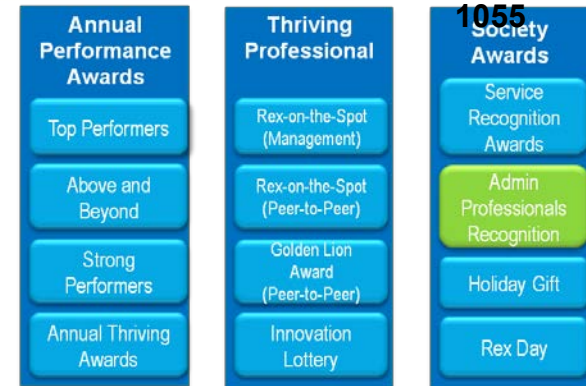 Annual
Performance
Awards
Top Performers
Above and
Beyond
Strong
Performers
Annual Thriving
Awards
Thriving
Professional
Rex-on-the-Spot
(Management)
Rex-on-the-Spot
(Peer-to-Peer)
Golden Lion
Award
(Peer-to-Peer)
Innovation
Lottery
1055
Society
Awards
Service
Recognition
Awards
Admin
Professionals
Recognition
Holiday Gift
Rex Day